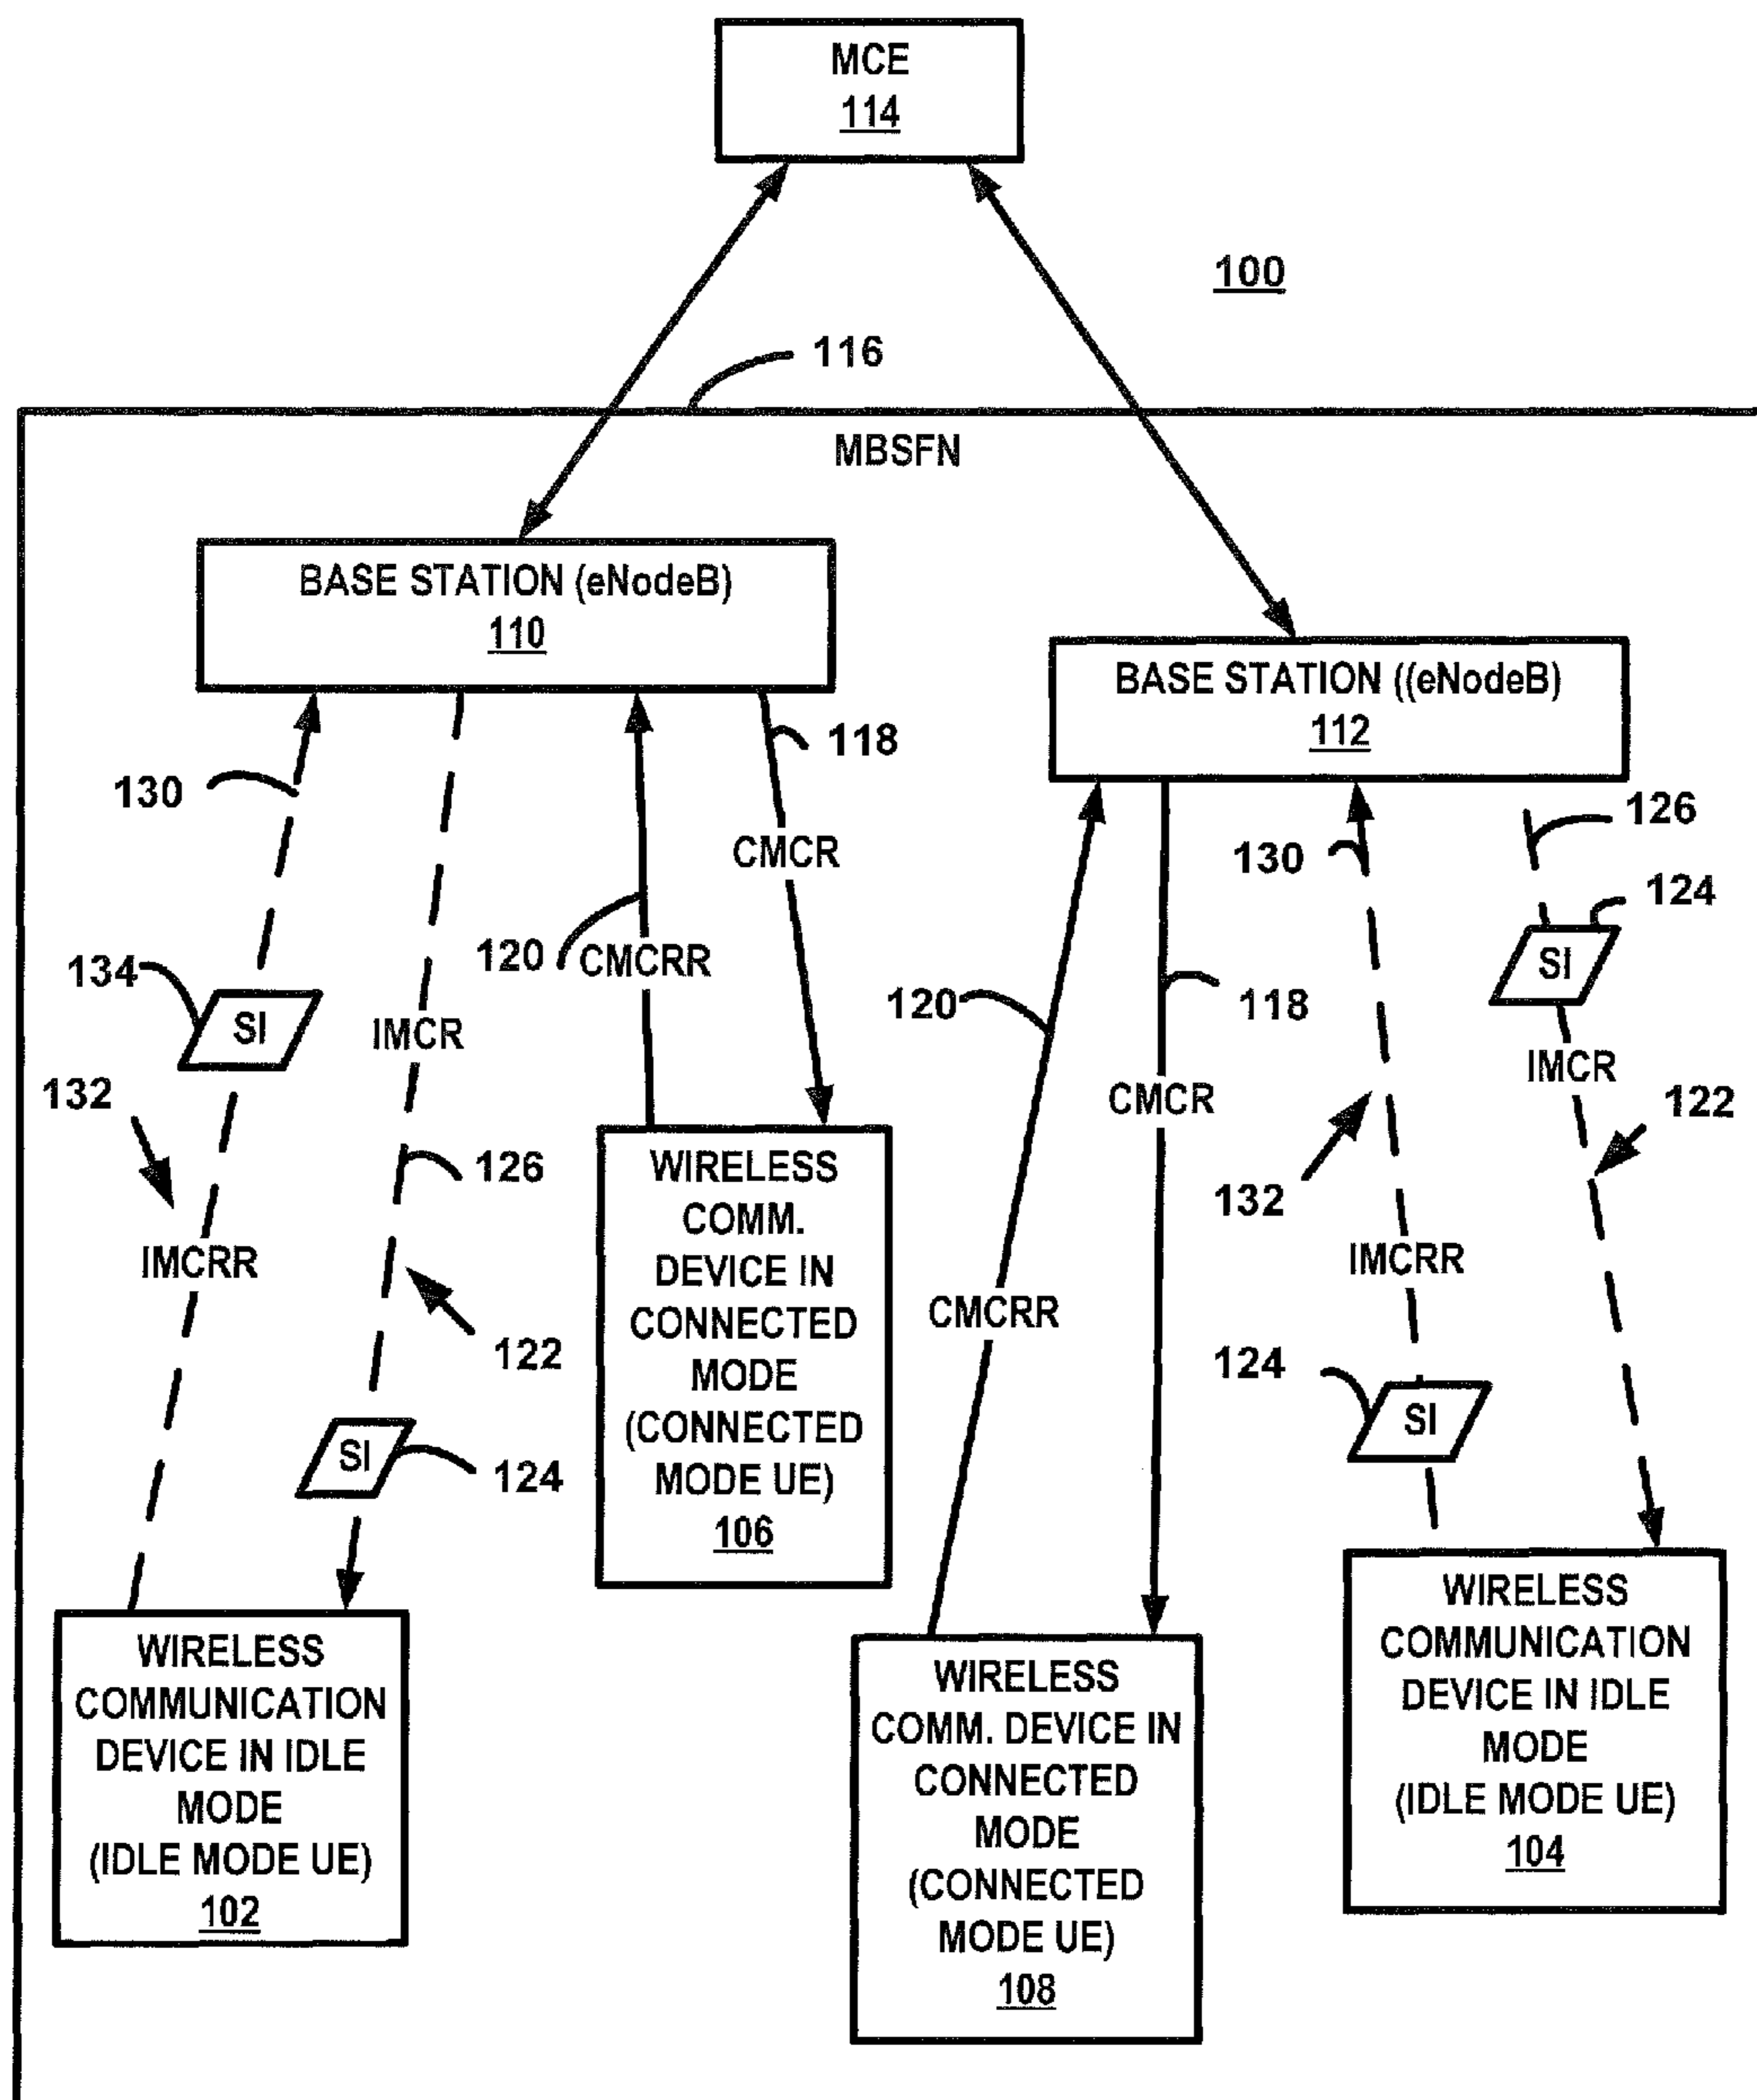 MCE
114
100
116
MBSFN
BASE STATION (eNodeB)
110
BASE STATION ((eNodeB)
112
118
130
126
CMCR
130
124
120
CMCRR
SI
134
120
118
SI
IMCR
IMCR
132
CMCR
122
WIRELESS
COMM.
DEVICE IN
CONNECTED
MODE
(CONNECTED
MODE UE)
106
126
132
IMCRR
IMCRR
CMCRR
122
124
SI
SI
124
WIRELESS
COMMUNICATION
DEVICE IN IDLE
MODE
(IDLE MODE UE)
102
WIRELESS
COMM. DEVICE IN
CONNECTED
MODE
(CONNECTED
MODE UE)
108
WIRELESS
COMMUNICATION
DEVICE IN IDLE
MODE
(IDLE MODE UE)
104